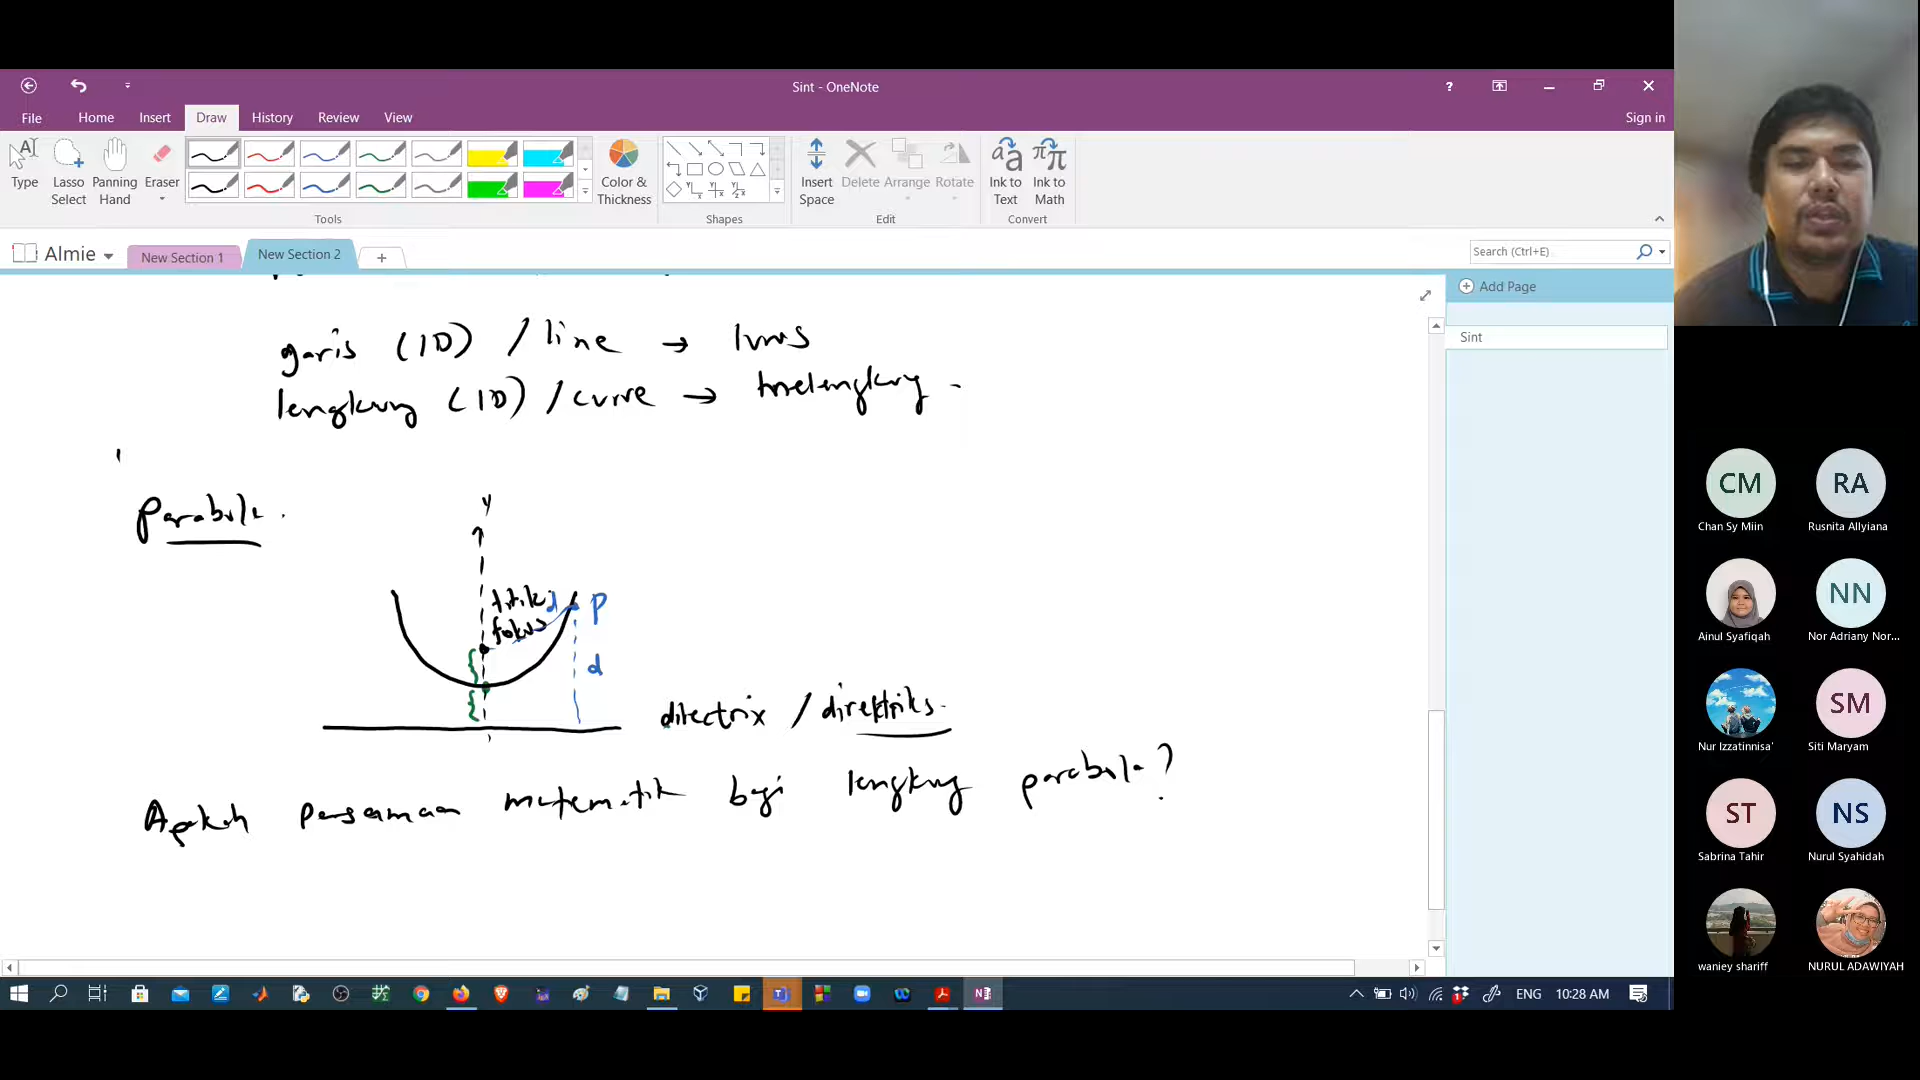 Sint - OneNote
?
File
Home
Insert
Draw
History
Review
View
Sign in
Type
Lasso Select
Panning Hand
Eraser
Color & Thickness
Insert Space
Delete
Arrange
Rotate
Ink to Text
Ink to Math
Tools
Shapes
Edit
Convert
Almie
New Section 1
New Section 2
+
Search (Ctrl+E)
Add Page
Sint
garis (1D) / line → lurus
lengkung (1D) / curve → melengkung
parabola.
y
titik
fokus
d
P
d
directrix / direktriks.
Apakah persamaan matematik bagi lengkung parabola?
ENG
10:28 AM
CM
RA
Chan Sy Miin
Rusnita Allyiana
NN
Ainul Syafiqah
Nor Adriany Nor...
SM
Nur Izzatinnisa'
Siti Maryam
ST
NS
Sabrina Tahir
Nurul Syahidah
waniey shariff
NURUL ADAWIYAH